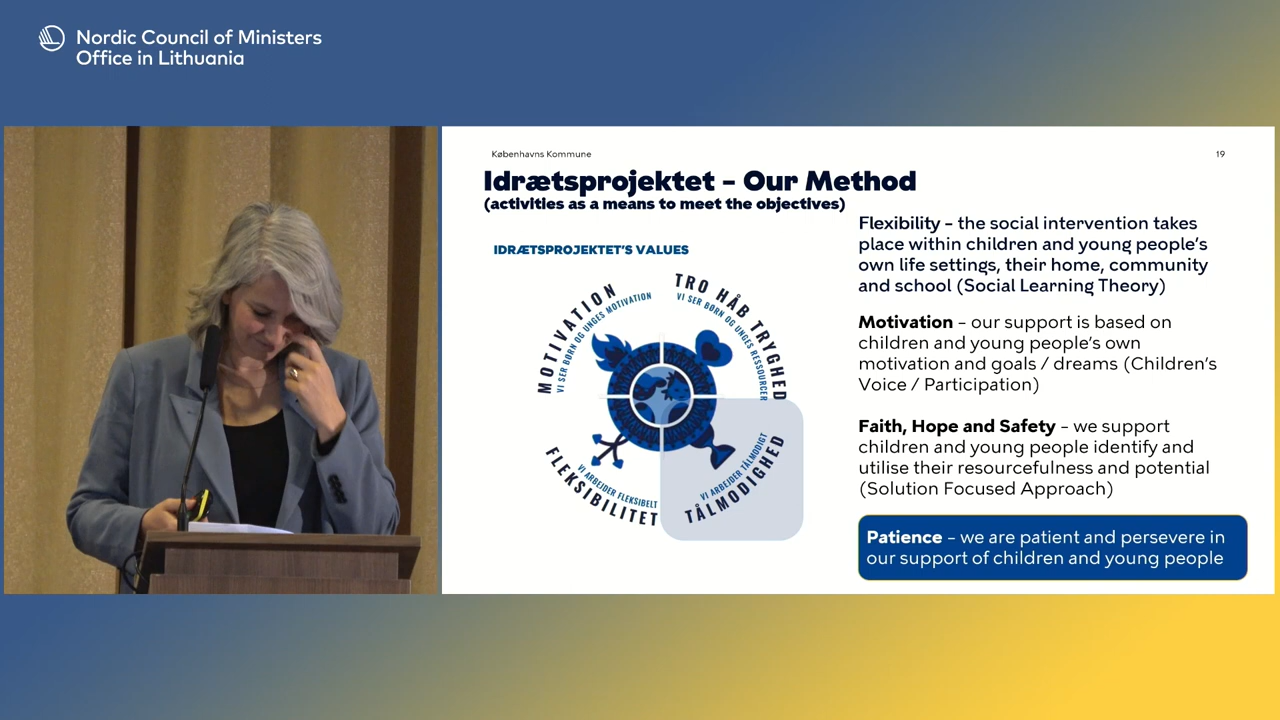 Nordic Council of Ministers
Office in Lithuania
Københavns Kommune
19
Idrætsprojektet – Our Method
(activities as a means to meet the objectives)
IDRÆTSPROJEKTET'S VALUES
MOTIVATION
VI SER BØRN OG UNGES MOTIVATION
TRO HÅB TRYGHED
VI SER BØRN OG UNGES RESSOURCER
FLEKSIBILITET
VI ARBEJDER FLEKSIBELT
TÅLMODIGHED
VI ARBEJDER TÅLMODIGT
Flexibility – the social intervention takes
place within children and young people's
own life settings, their home, community
and school (Social Learning Theory)
Motivation – our support is based on
children and young people's own
motivation and goals / dreams (Children's
Voice / Participation)
Faith, Hope and Safety – we support
children and young people identify and
utilise their resourcefulness and potential
(Solution Focused Approach)
Patience – we are patient and persevere in
our support of children and young people